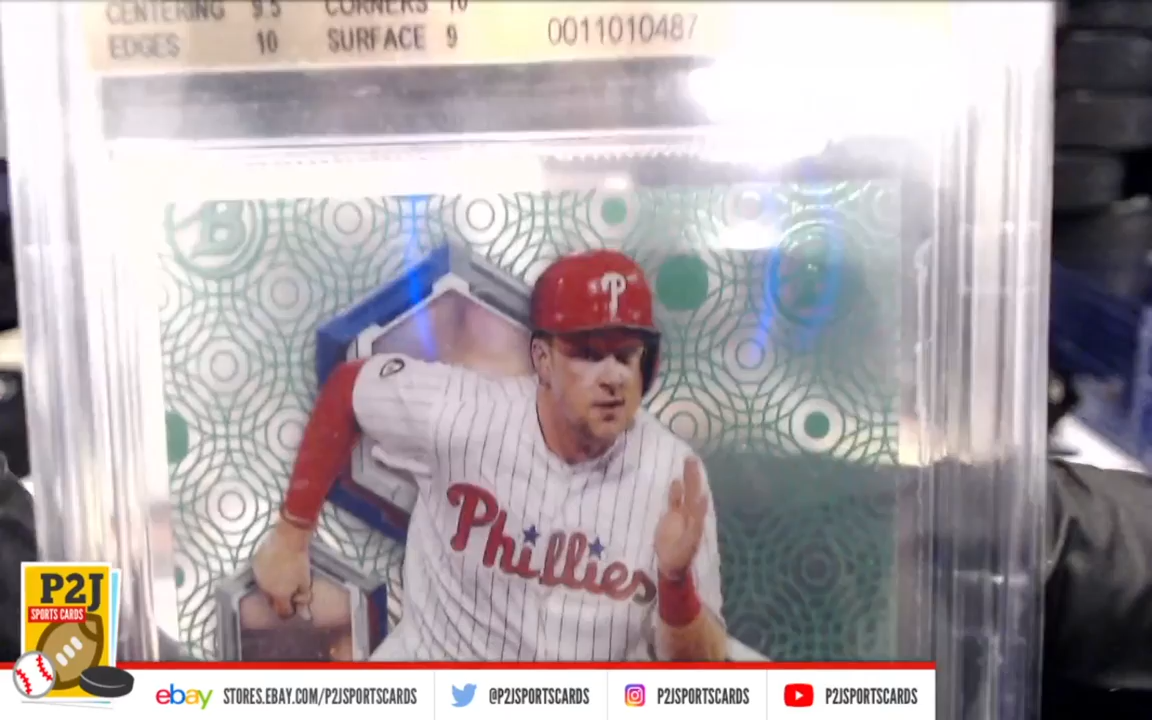 CENTERING 9.5 CORNERS 10
EDGES 10 SURFACE 9 0011010487
B
P
Phillies
P2J
SPORTS CARDS
ebay STORES.EBAY.COM/P2JSPORTSCARDS @P2JSPORTSCARDS P2JSPORTSCARDS P2JSPORTSCARDS